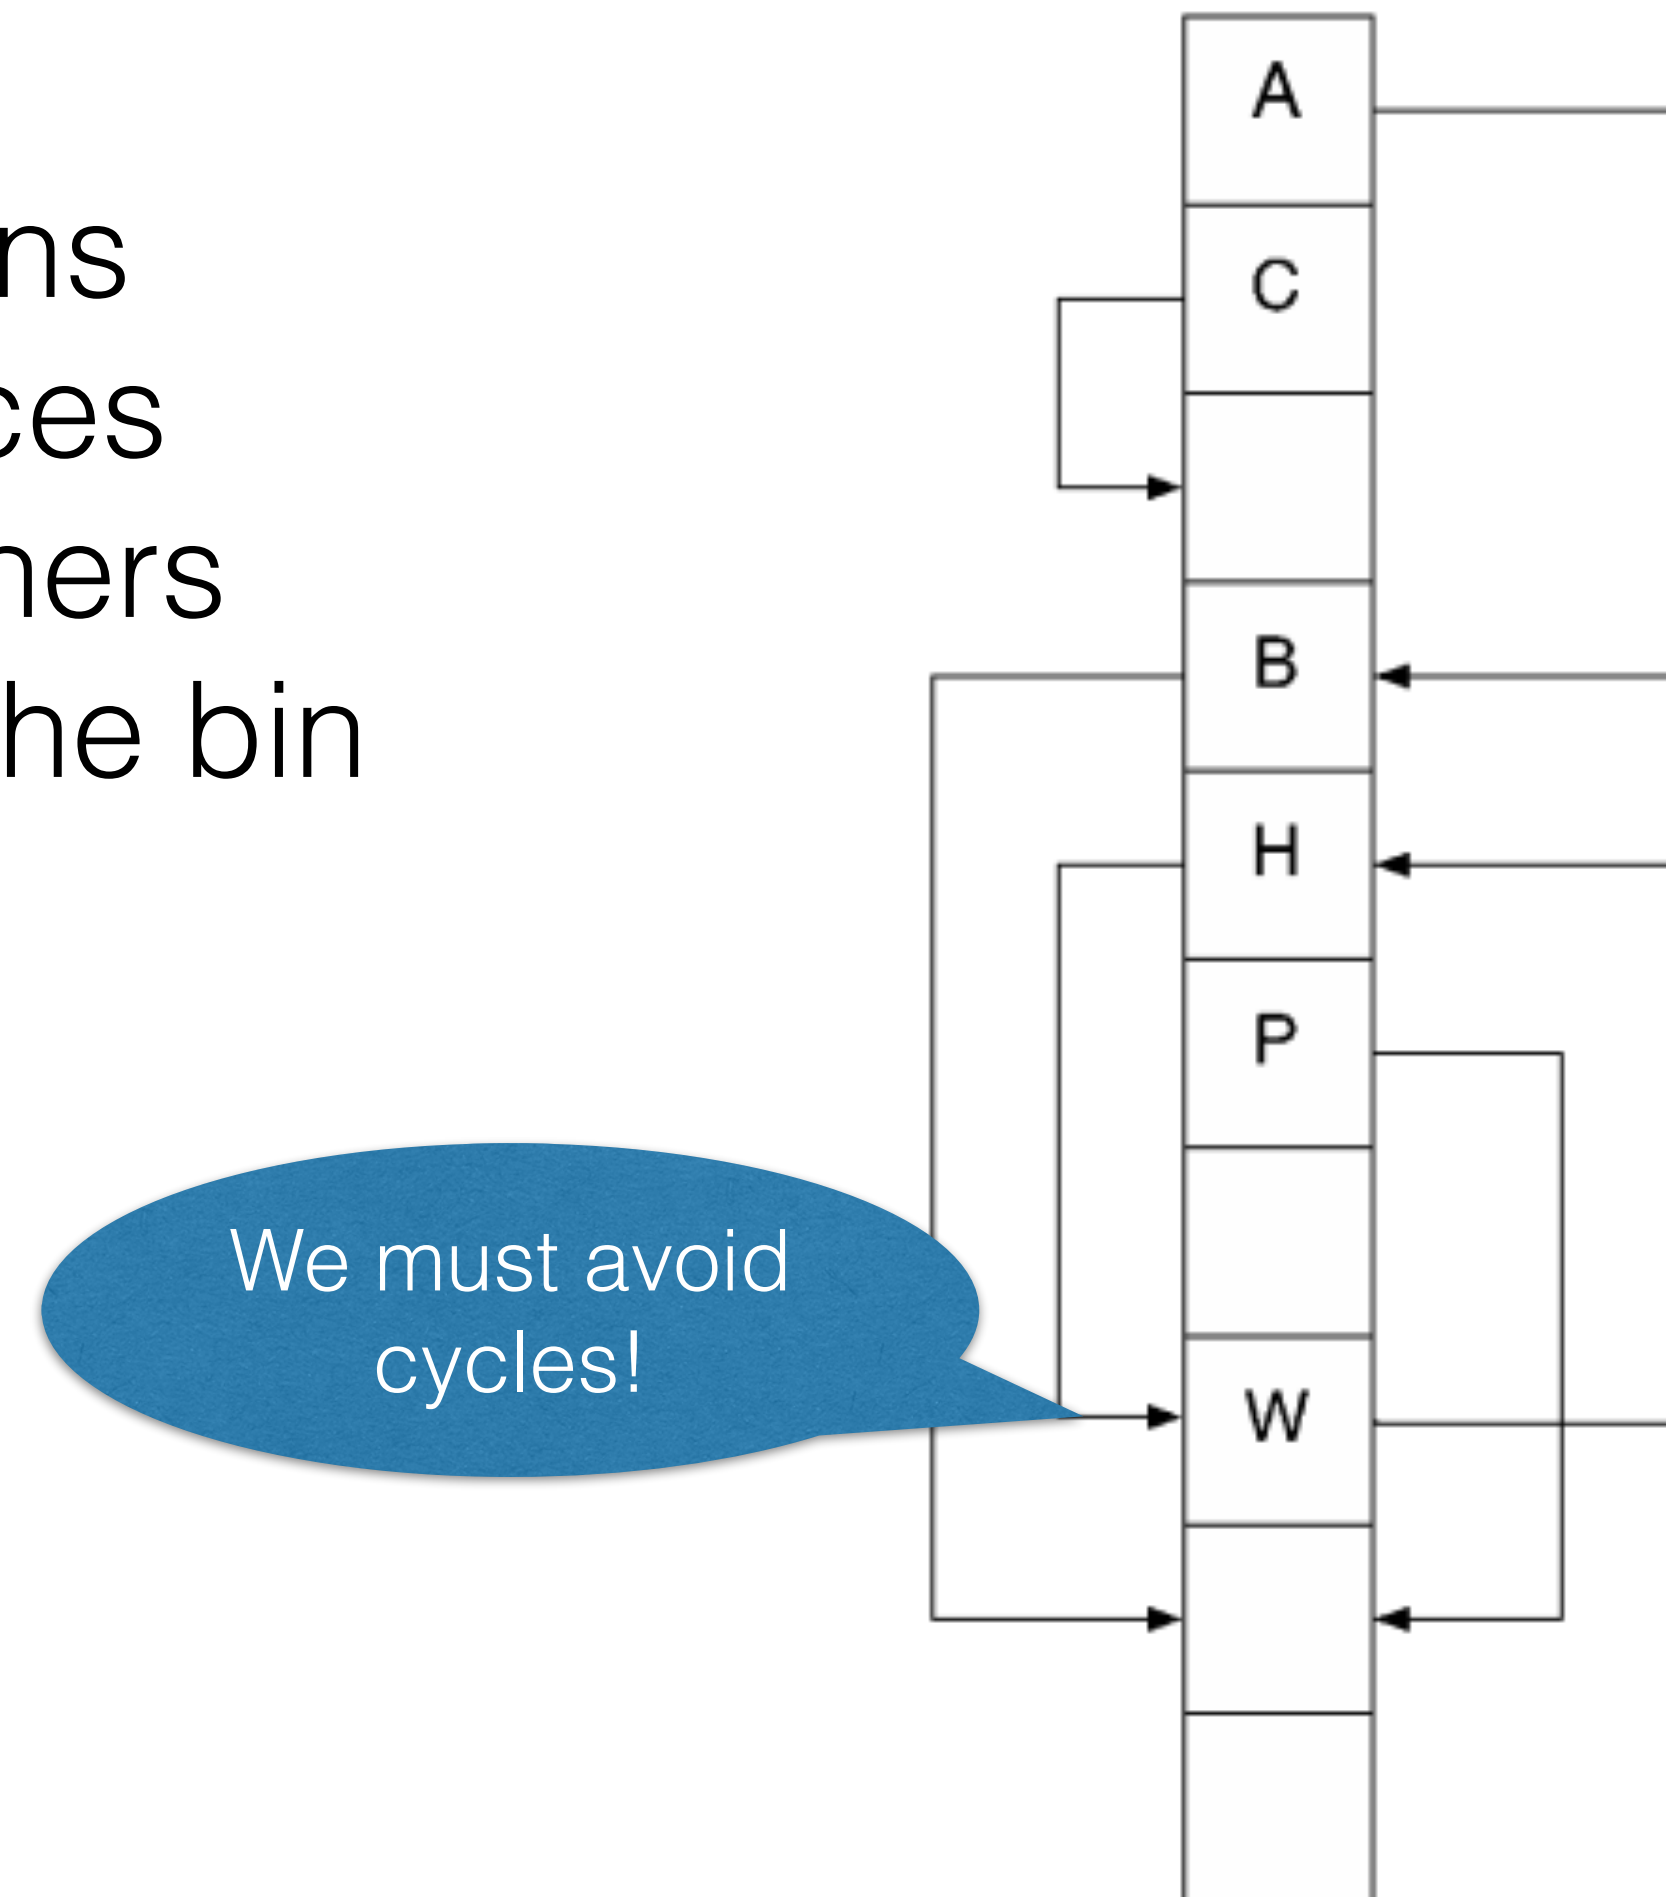 ns
ces
ners
he bin
We must avoid
cycles!
A
C
B
H
P
W